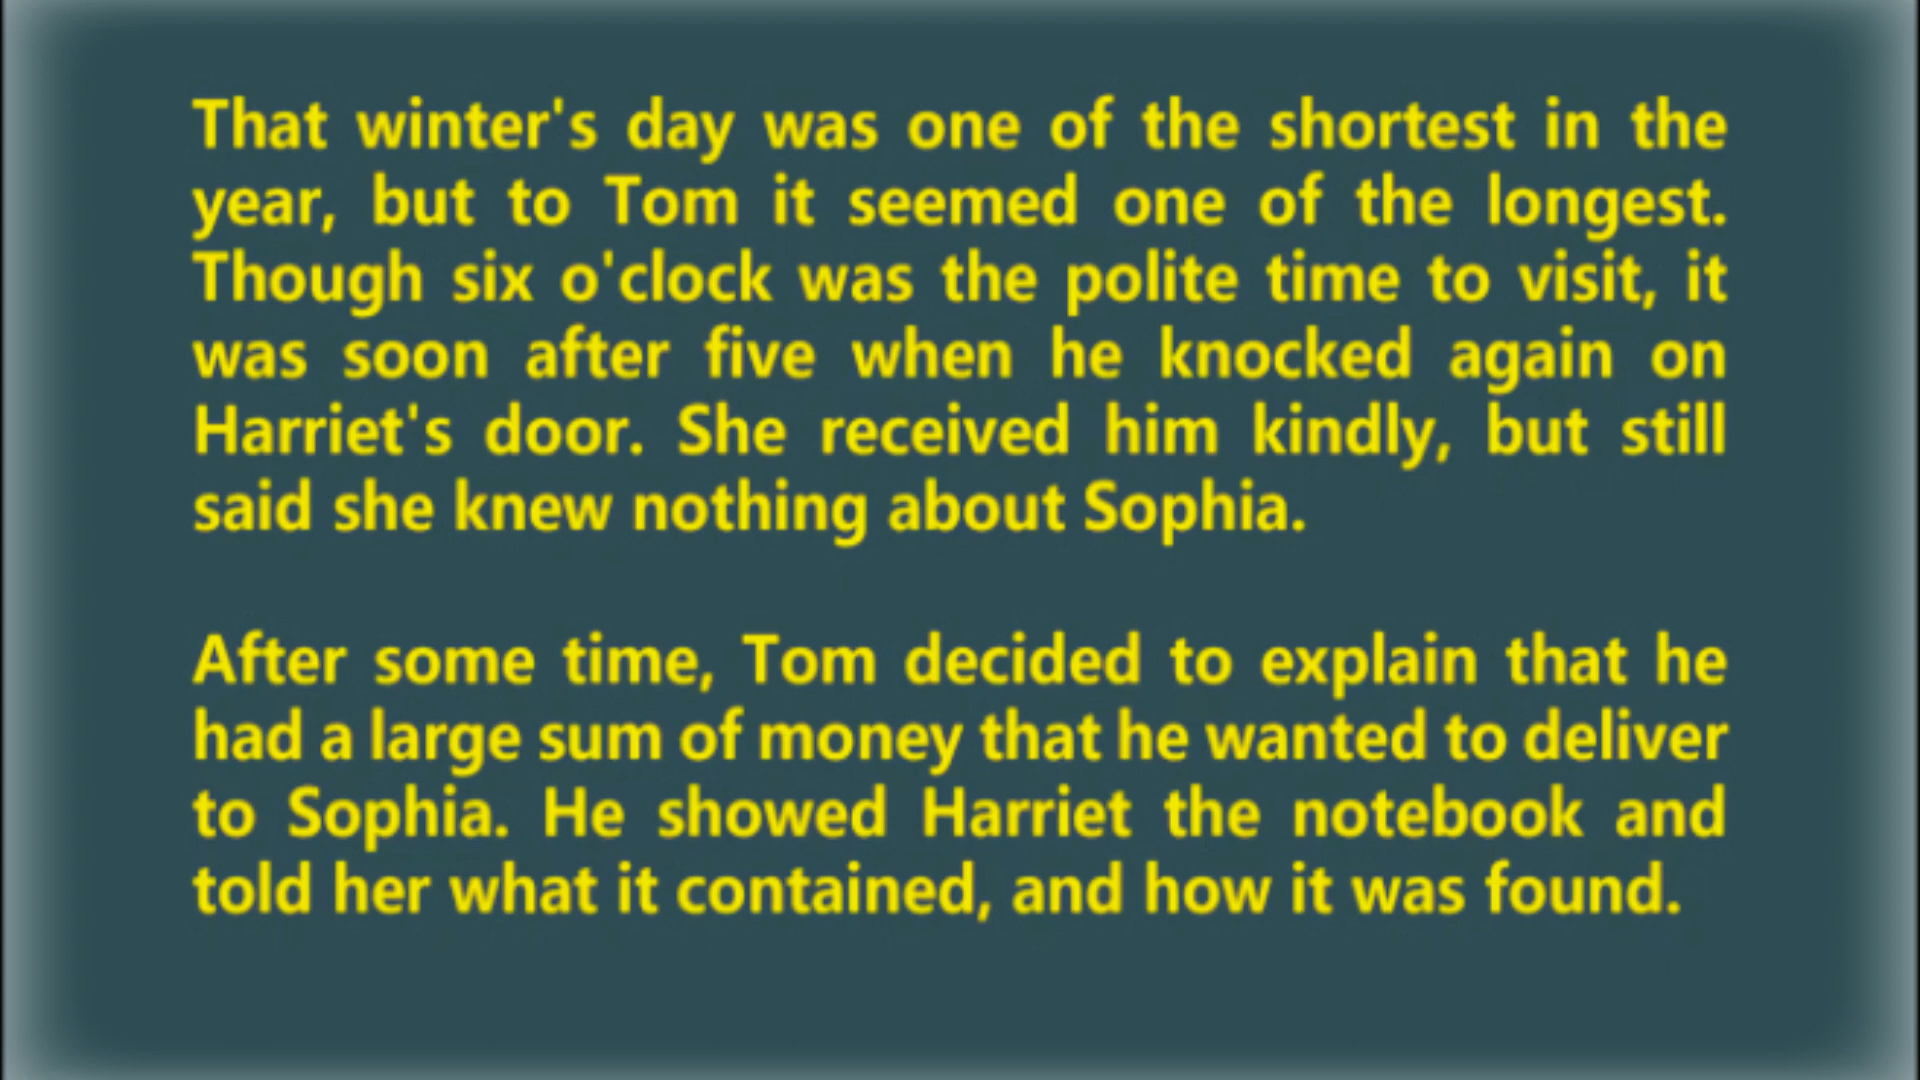 That winter's day was one of the shortest in the
year, but to Tom it seemed one of the longest.
Though six o'clock was the polite time to visit, it
was soon after five when he knocked again on
Harriet's door. She received him kindly, but still
said she knew nothing about Sophia.
After some time, Tom decided to explain that he
had a large sum of money that he wanted to deliver
to Sophia. He showed Harriet the notebook and
told her what it contained, and how it was found.